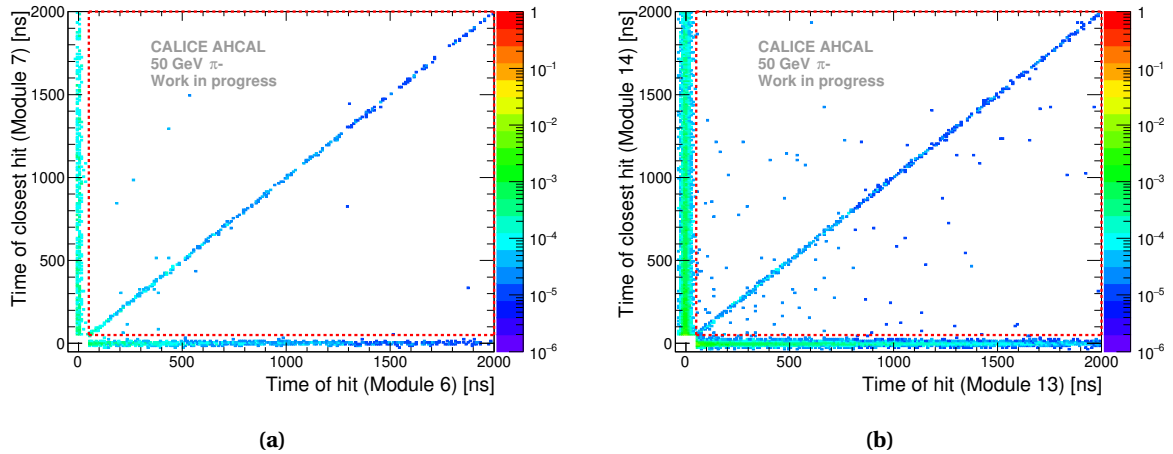 2000
1500
1000
500
0
Time of closest hit (Module 7) [ns]
CALICE AHCAL
50 GeV π-
Work in progress
1
10⁻¹
10⁻²
10⁻³
10⁻⁴
10⁻⁵
10⁻⁶
0 500 1000 1500 2000
Time of hit (Module 6) [ns]
(a)
2000
1500
1000
500
0
Time of closest hit (Module 14) [ns]
CALICE AHCAL
50 GeV π-
Work in progress
1
10⁻¹
10⁻²
10⁻³
10⁻⁴
10⁻⁵
10⁻⁶
0 500 1000 1500 2000
Time of hit (Module 13) [ns]
(b)